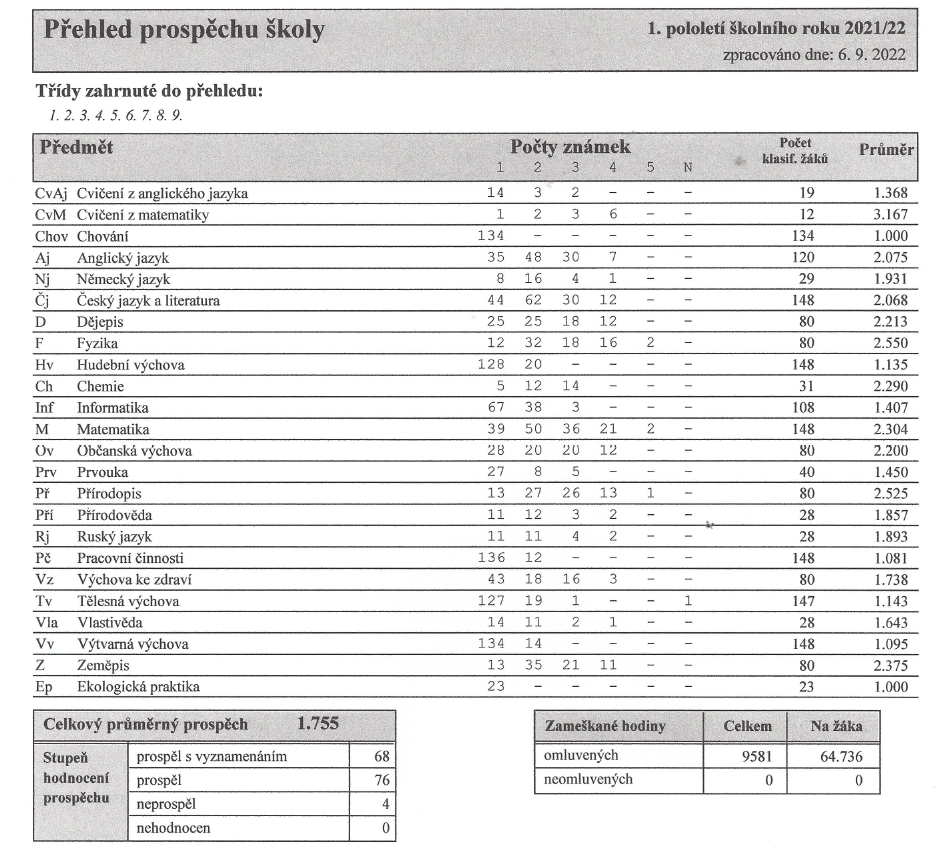 Přehled prospěchu školy 1. pololetí školního roku 2021/22
zpracováno dne: 6. 9. 2022
Třídy zahrnuté do přehledu:
1. 2. 3. 4. 5. 6. 7. 8. 9.
Předmět Počty známek Počet klasif. žáků Průměr
1 2 3 4 5 N
CvAj Cvičení z anglického jazyka 14 3 2 – – – 19 1.368
CvM Cvičení z matematiky 1 2 3 6 – – 12 3.167
Chov Chování 134 – – – – – 134 1.000
Aj Anglický jazyk 35 48 30 7 – – 120 2.075
Nj Německý jazyk 8 16 4 1 – – 29 1.931
Čj Český jazyk a literatura 44 62 30 12 – – 148 2.068
D Dějepis 25 25 18 12 – – 80 2.213
F Fyzika 12 32 18 16 2 – 80 2.550
Hv Hudební výchova 128 20 – – – – 148 1.135
Ch Chemie 5 12 14 – – – 31 2.290
Inf Informatika 67 38 3 – – – 108 1.407
M Matematika 39 50 36 21 2 – 148 2.304
Ov Občanská výchova 28 20 20 12 – – 80 2.200
Prv Prvouka 27 8 5 – – – 40 1.450
Př Přírodopis 13 27 26 13 1 – 80 2.525
Pří Přírodověda 11 12 3 2 – – 28 1.857
Rj Ruský jazyk 11 11 4 2 – – 28 1.893
Pč Pracovní činnosti 136 12 – – – – 148 1.081
Vz Výchova ke zdraví 43 18 16 3 – – 80 1.738
Tv Tělesná výchova 127 19 1 – – 1 147 1.143
Vla Vlastivěda 14 11 2 1 – – 28 1.643
Vv Výtvarná výchova 134 14 – – – – 148 1.095
Z Zeměpis 13 35 21 11 – – 80 2.375
Ep Ekologická praktika 23 – – – – – 23 1.000
Celkový průměrný prospěch 1.755
Stupeň hodnocení prospěchu
prospěl s vyznamenáním 68
prospěl 76
neprospěl 4
nehodnocen 0
Zameškané hodiny Celkem Na žáka
omluvených 9581 64.736
neomluvených 0 0